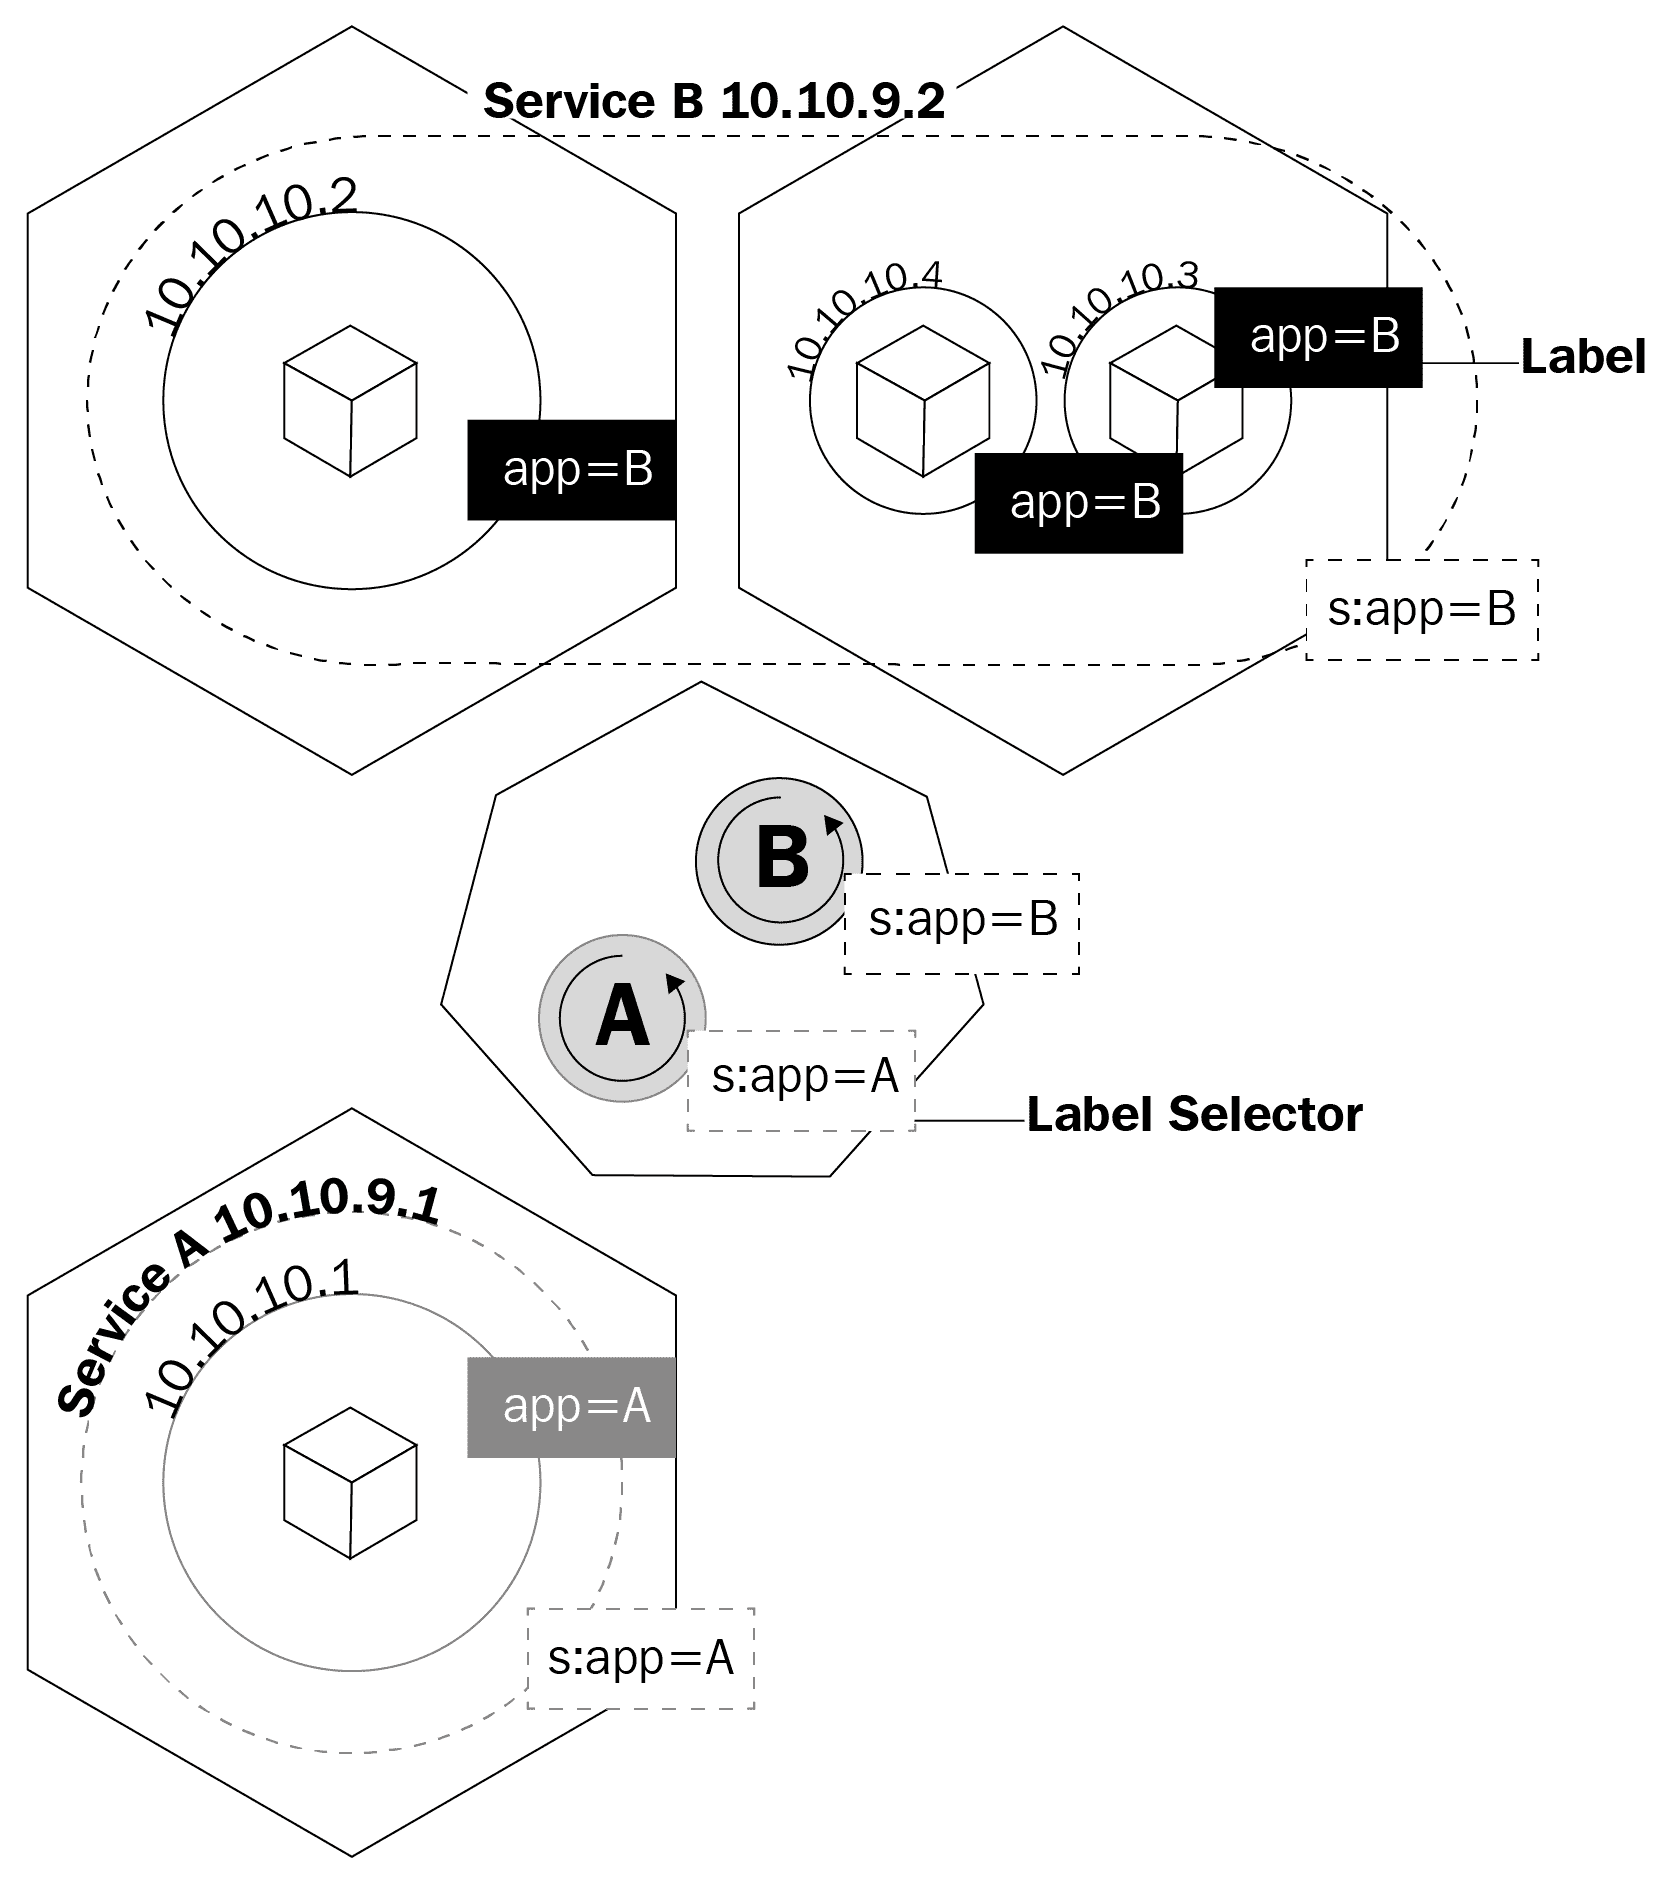 Service B 10.10.9.2
10.10.10.2
10.10.10.4
10.10.10.3
app=B
Label
app=B
app=B
s:app=B
B
s:app=B
A
s:app=A
Label Selector
Service A 10.10.9.1
10.10.10.1
app=A
s:app=A